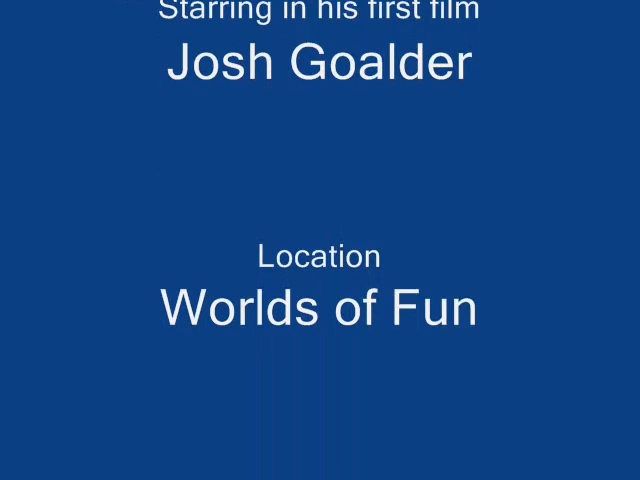 Starring in his first film
Josh Goalder
Location
Worlds of Fun